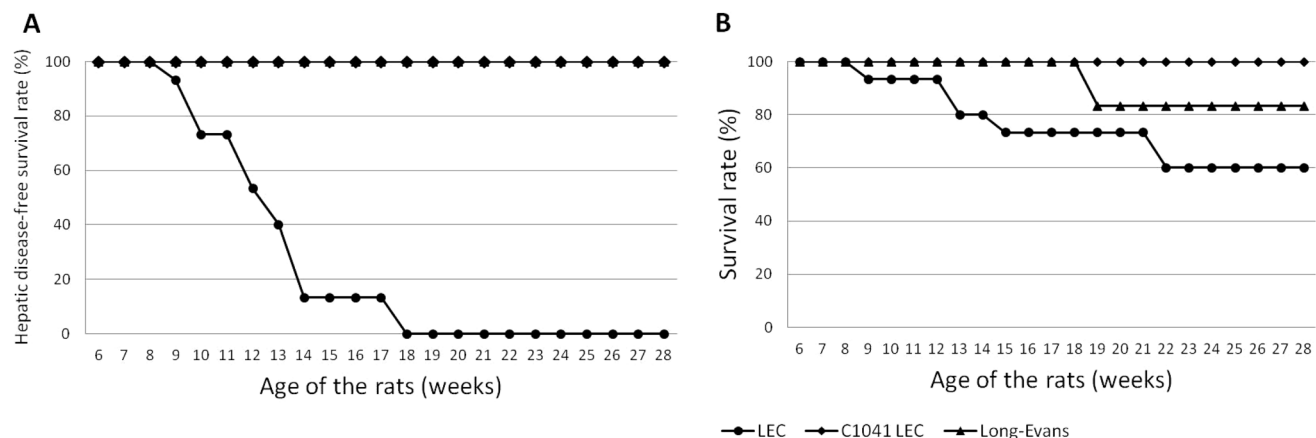 A
Hepatic disease-free survival rate (%)
100
80
60
40
20
0
6 7 8 9 10 11 12 13 14 15 16 17 18 19 20 21 22 23 24 25 26 27 28
Age of the rats (weeks)
B
Survival rate (%)
100
80
60
40
20
0
6 7 8 9 10 11 12 13 14 15 16 17 18 19 20 21 22 23 24 25 26 27 28
Age of the rats (weeks)
LEC C1041 LEC Long-Evans